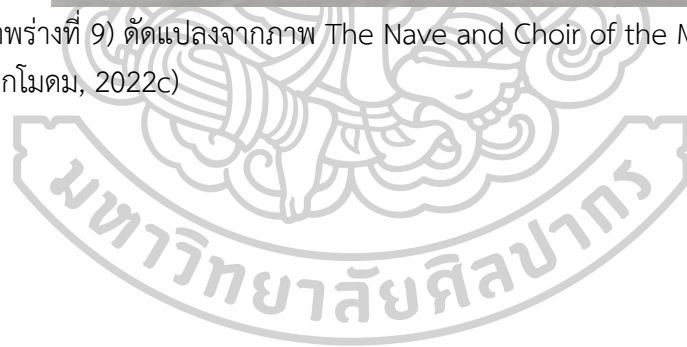 าพร่างที่ 9) ดัดแปลงจากภาพ The Nave and Choir of the M
กโมดม, 2022c)
มหาวิทยาลัยศิลปากร